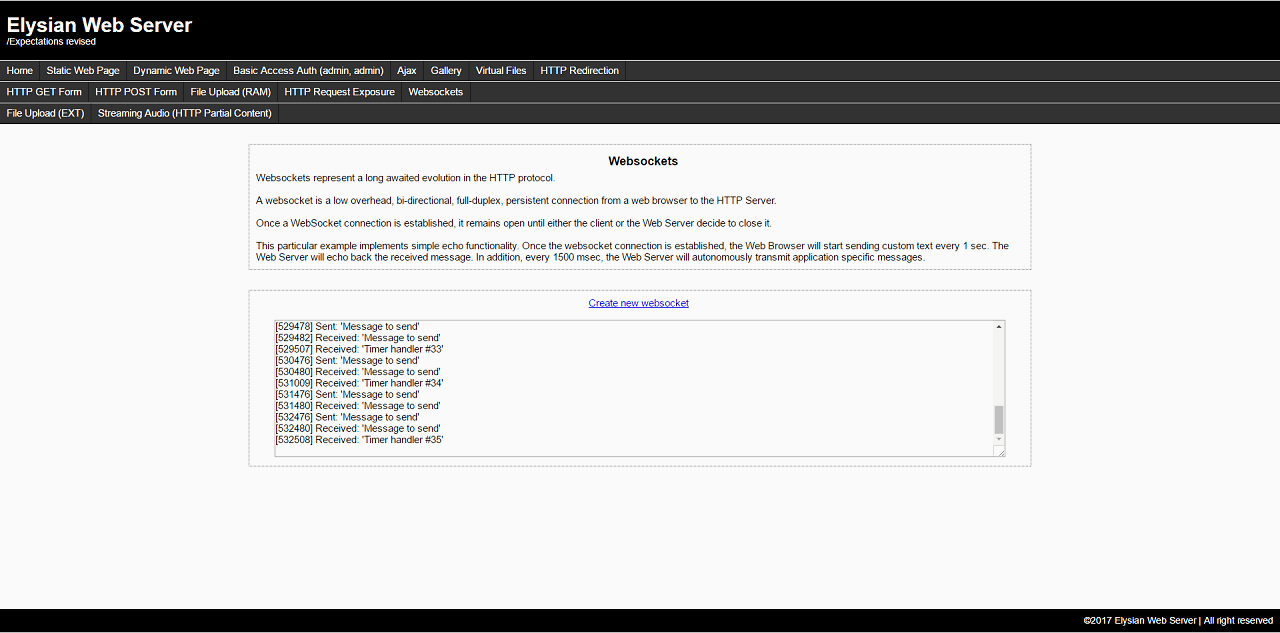 Elysian Web Server
/Expectations revised
Home Static Web Page Dynamic Web Page Basic Access Auth (admin, admin) Ajax Gallery Virtual Files HTTP Redirection
HTTP GET Form HTTP POST Form File Upload (RAM) HTTP Request Exposure Websockets
File Upload (EXT) Streaming Audio (HTTP Partial Content)
Websockets
Websockets represent a long awaited evolution in the HTTP protocol.
A websocket is a low overhead, bi-directional, full-duplex, persistent connection from a web browser to the HTTP Server.
Once a WebSocket connection is established, it remains open until either the client or the Web Server decide to close it.
This particular example implements simple echo functionality. Once the websocket connection is established, the Web Browser will start sending custom text every 1 sec. The
Web Server will echo back the received message. In addition, every 1500 msec, the Web Server will autonomously transmit application specific messages.
Create new websocket
[529478] Sent: 'Message to send'
[529482] Received: 'Message to send'
[529507] Received: 'Timer handler #33'
[530476] Sent: 'Message to send'
[530480] Received: 'Message to send'
[531009] Received: 'Timer handler #34'
[531476] Sent: 'Message to send'
[531480] Received: 'Message to send'
[532476] Sent: 'Message to send'
[532480] Received: 'Message to send'
[532508] Received: 'Timer handler #35'
©2017 Elysian Web Server | All right reserved